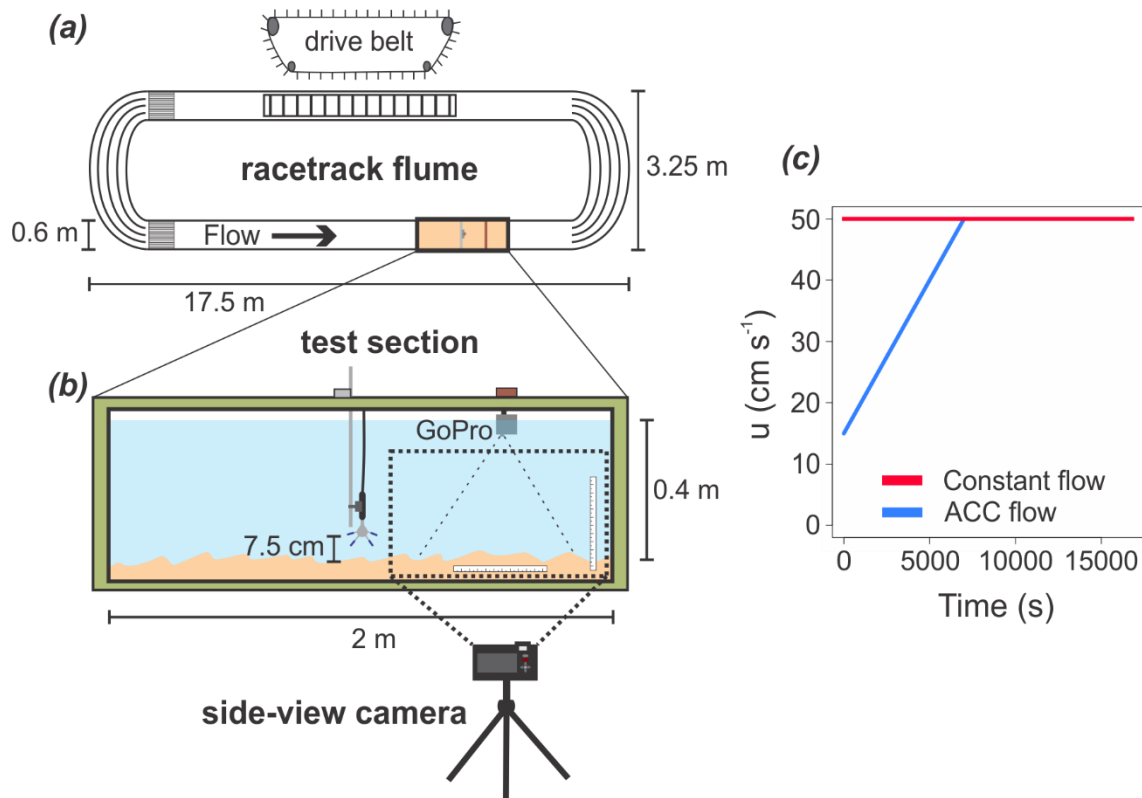 (a)
drive belt
racetrack flume
3.25 m
0.6 m
Flow
17.5 m
test section
(b)
GoPro
0.4 m
7.5 cm
2 m
side-view camera
(c)
50
40
30
20
10
0
u (cm s⁻¹)
Constant flow
ACC flow
0 5000 10000 15000
Time (s)